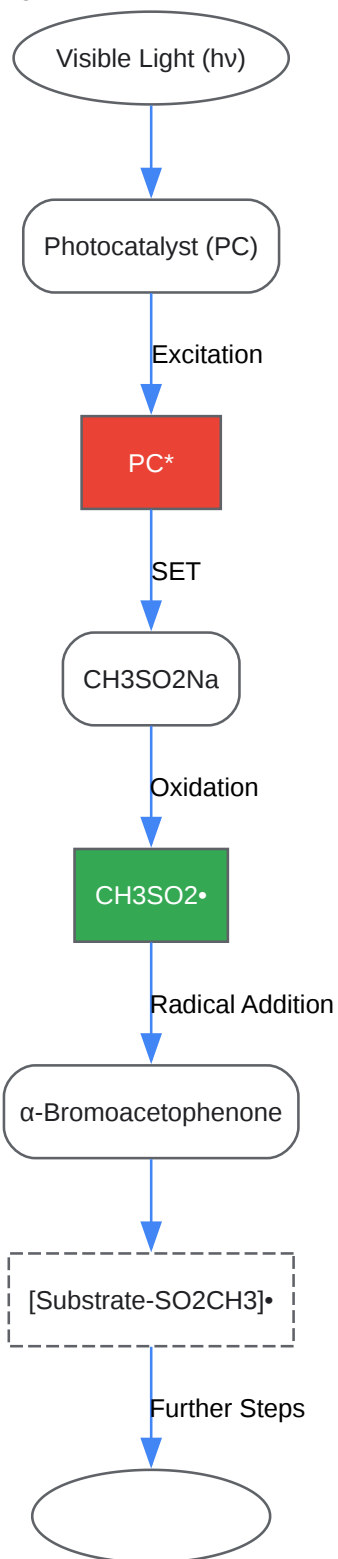 Visible Light (hν)
Photocatalyst (PC)
Excitation
PC*
SET
CH3SO2Na
Oxidation
CH3SO2•
Radical Addition
α-Bromoacetophenone
[Substrate-SO2CH3]•
Further Steps